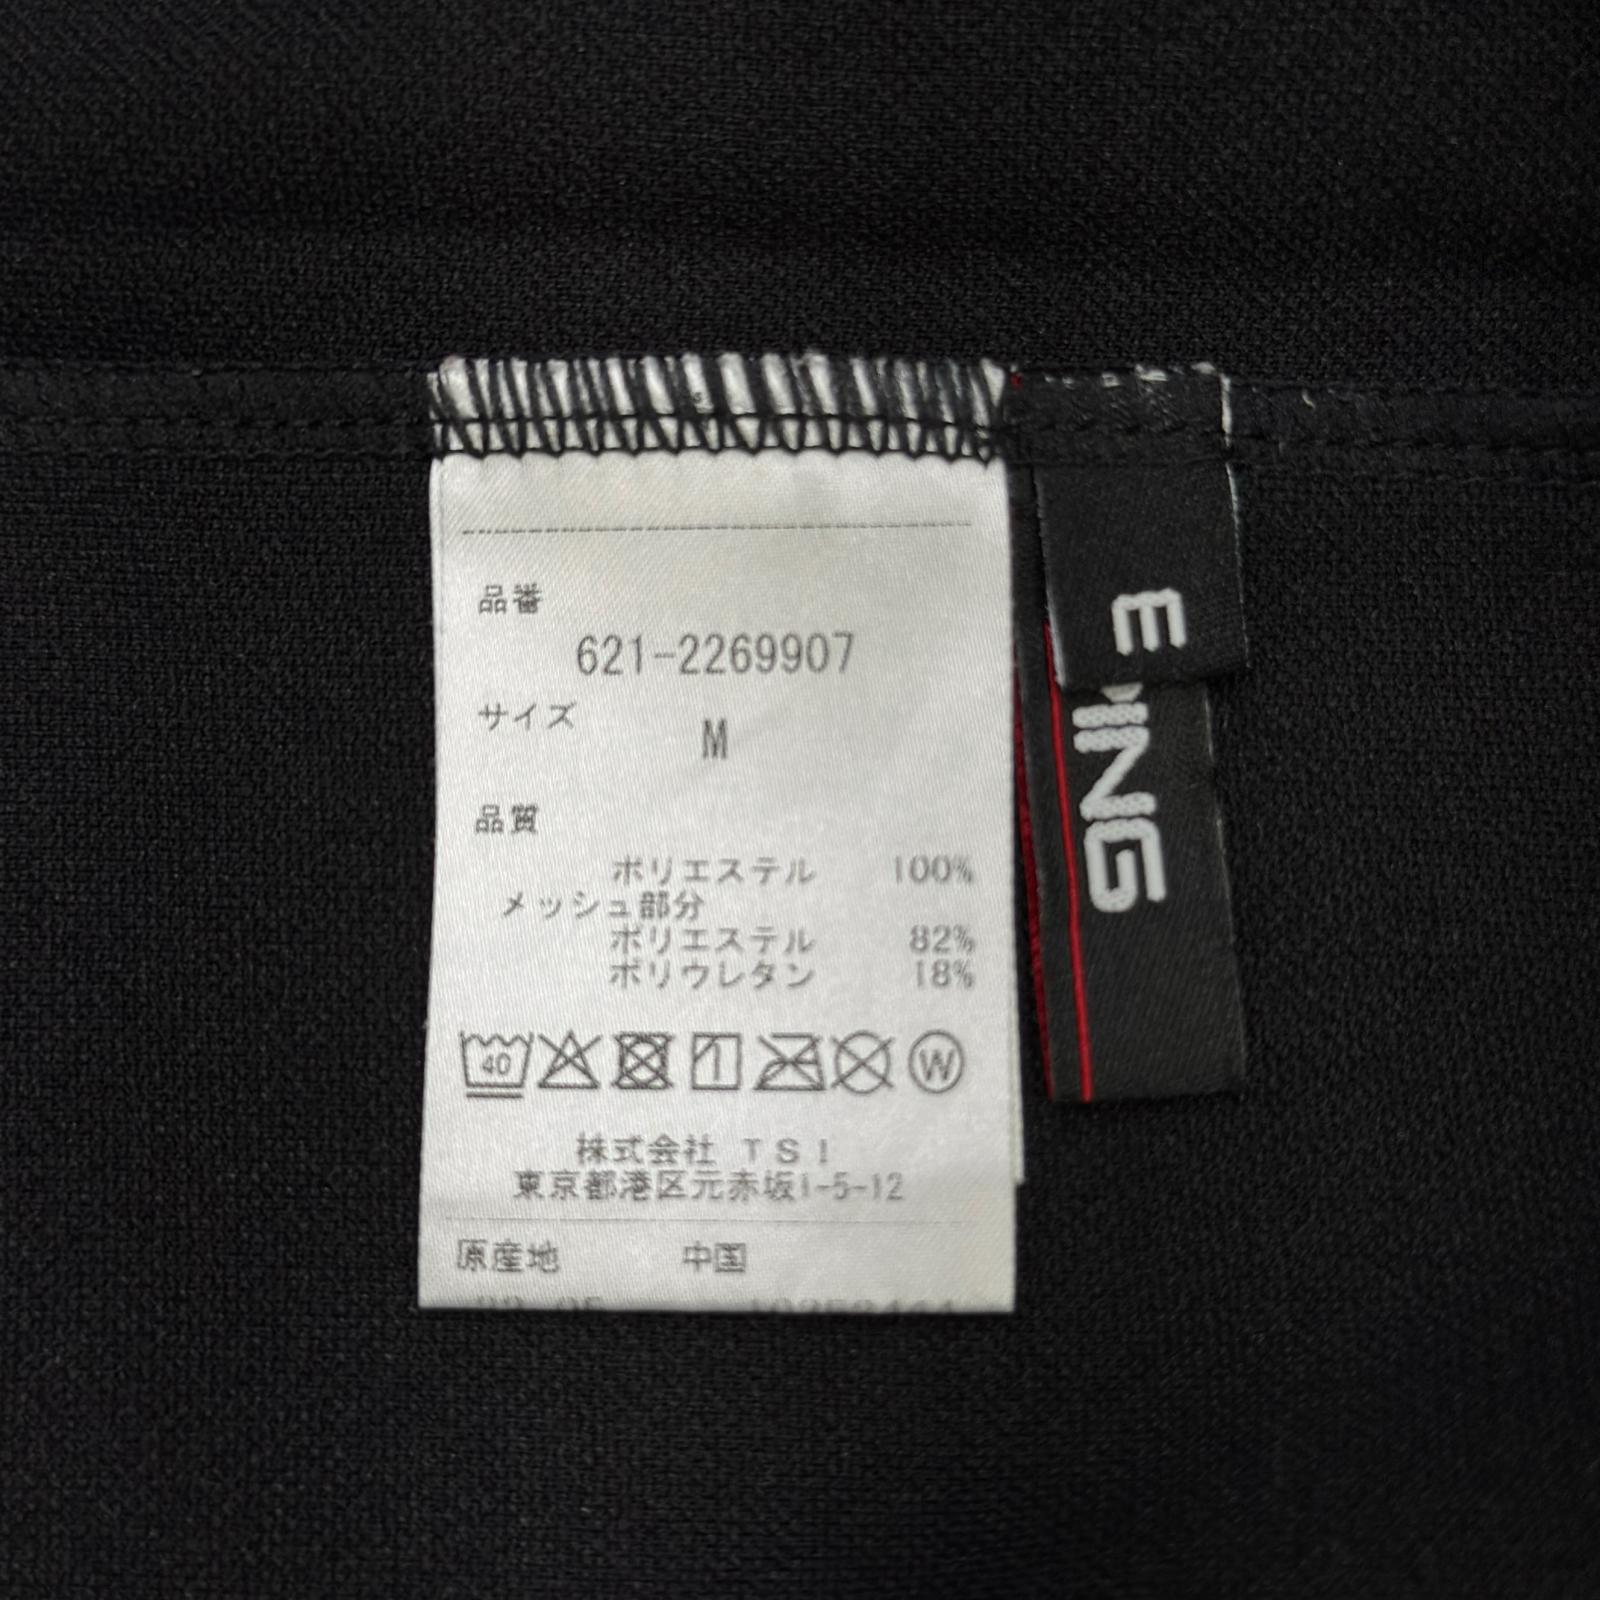 品番
621-2269907
サイズ M
品質
ポリエステル 100%
メッシュ部分
ポリエステル 82%
ポリウレタン 18%
40
W
株式会社 TSI
東京都港区元赤坂1-5-12
原産地 中国
E
PING